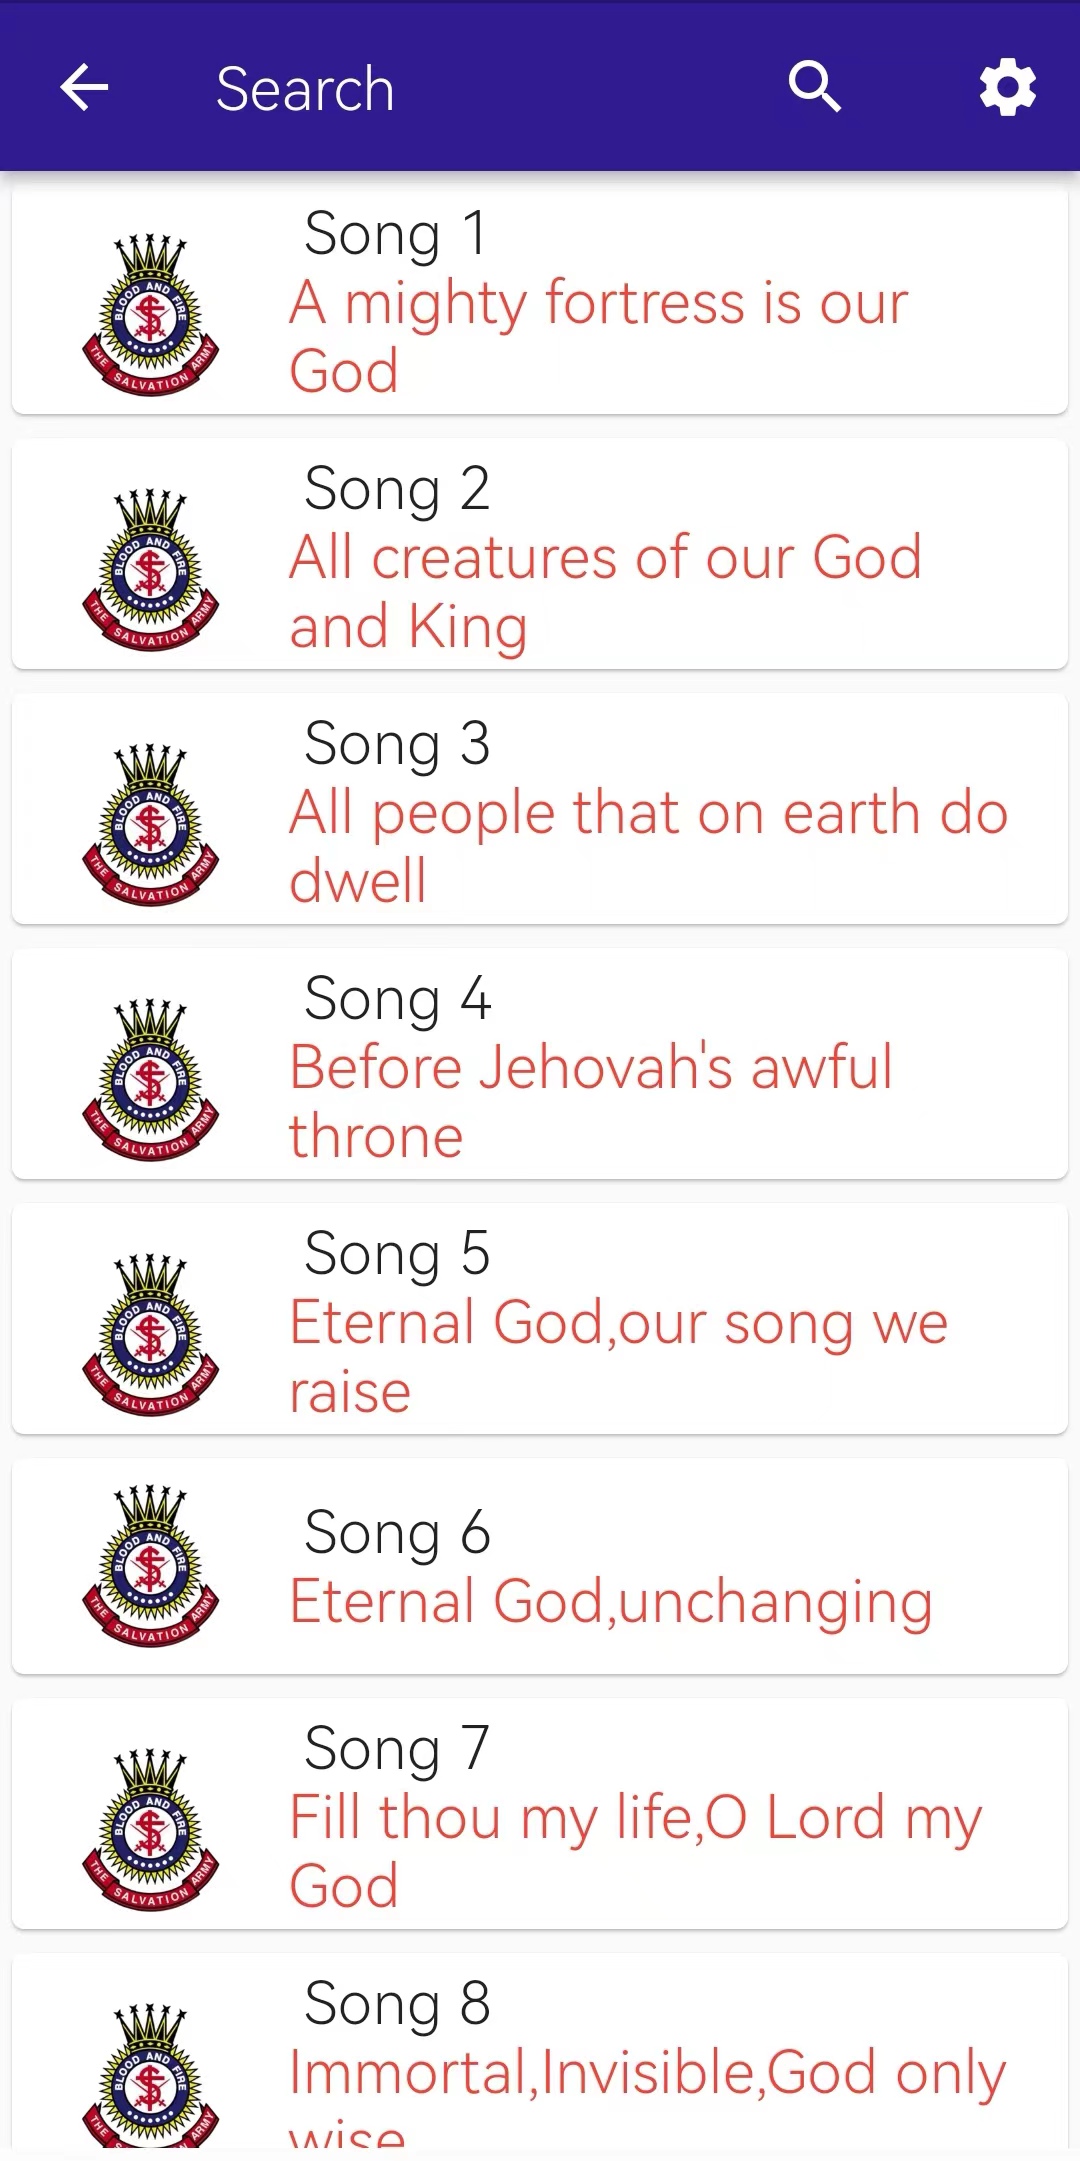 Search
Song 1
A mighty fortress is our
God
BLOOD AND FIRE
THE SALVATION ARMY
Song 2
All creatures of our God
and King
BLOOD AND FIRE
THE SALVATION ARMY
Song 3
All people that on earth do
dwell
BLOOD AND FIRE
THE SALVATION ARMY
Song 4
Before Jehovah's awful
throne
BLOOD AND FIRE
THE SALVATION ARMY
Song 5
Eternal God,our song we
raise
BLOOD AND FIRE
THE SALVATION ARMY
Song 6
Eternal God,unchanging
BLOOD AND FIRE
THE SALVATION ARMY
Song 7
Fill thou my life,O Lord my
God
BLOOD AND FIRE
THE SALVATION ARMY
Song 8
Immortal,Invisible,God only
wise
BLOOD AND FIRE
THE SALVATION ARMY